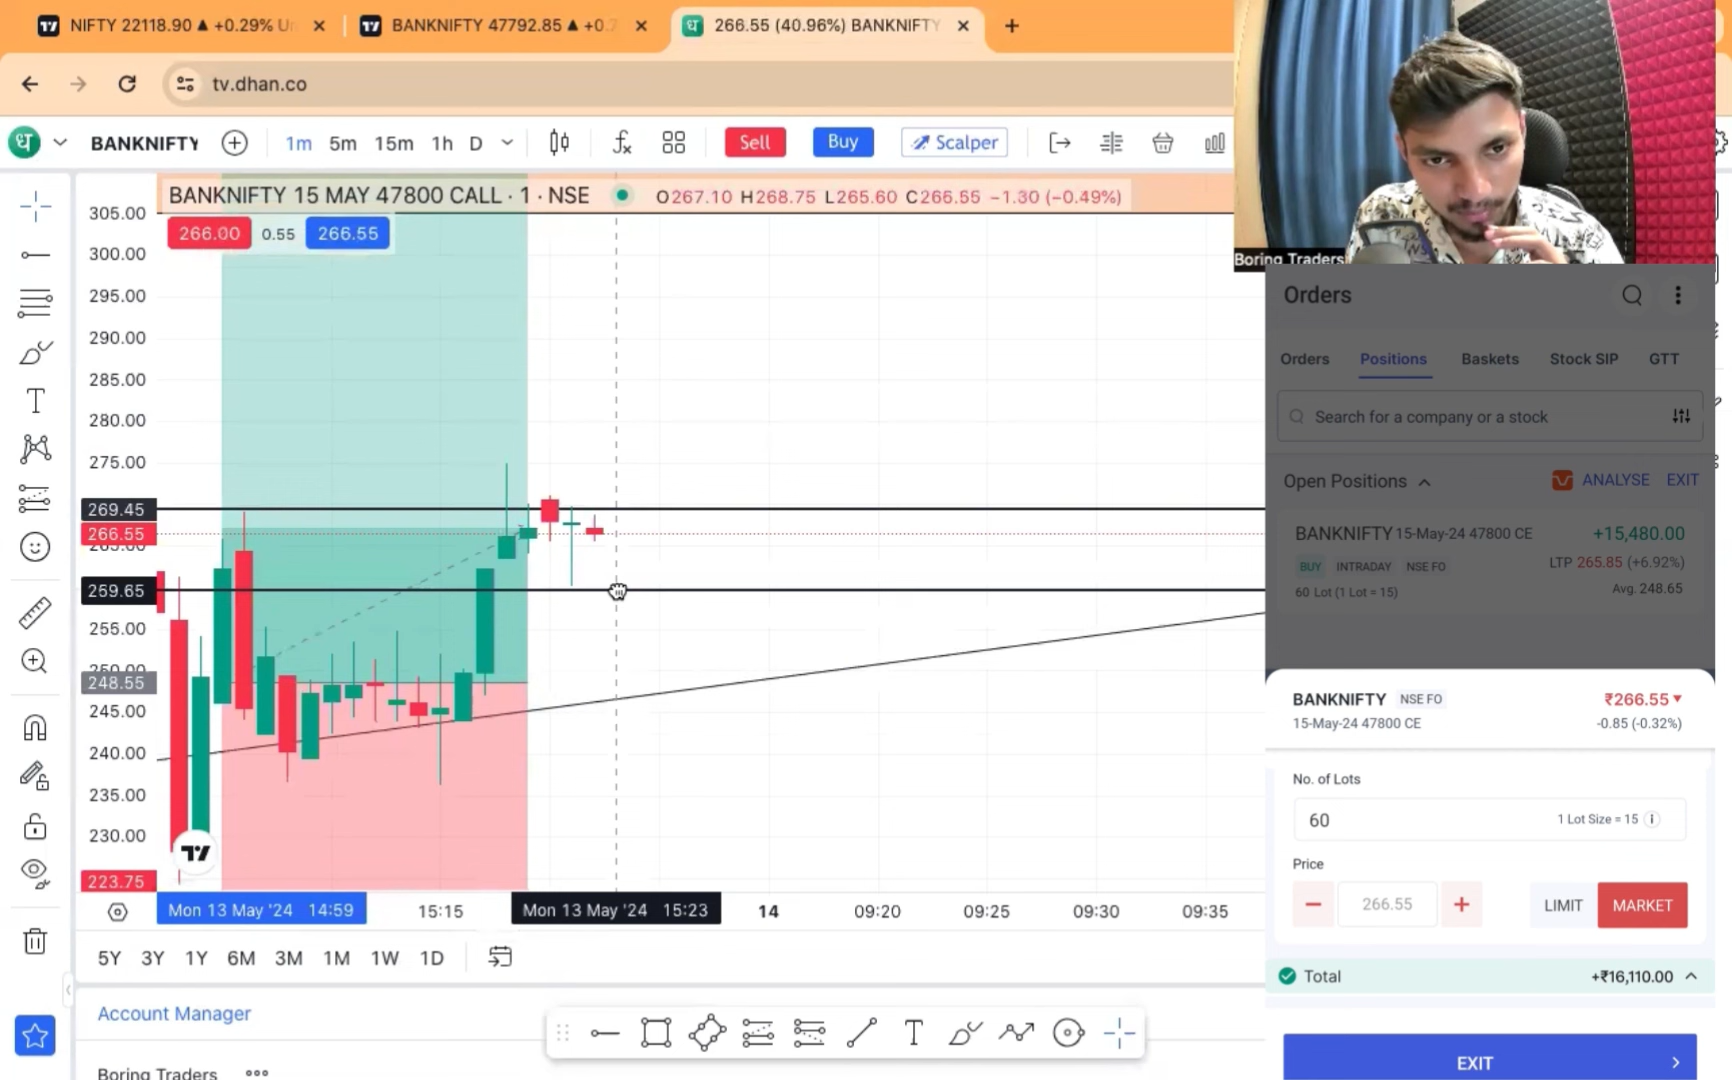 NIFTY 22118.90 ▲ +0.29% U
BANKNIFTY 47792.85 ▲ +0.
266.55 (40.96%) BANKNIFTY
tv.dhan.co
ध
BANKNIFTY
1m 5m 15m 1h D
Sell
Buy
Scalper
BANKNIFTY 15 MAY 47800 CALL · 1 · NSE
O267.10 H268.75 L265.60 C266.55 −1.30 (−0.49%)
266.00 0.55 266.55
305.00
300.00
295.00
290.00
285.00
280.00
275.00
269.45
266.55
265.00
259.65
255.00
250.00
248.55
245.00
240.00
235.00
230.00
223.75
Mon 13 May '24 14:59
15:15
Mon 13 May '24 15:23
14
09:20
09:25
09:30
09:35
5Y 3Y 1Y 6M 3M 1M 1W 1D
Account Manager
Boring Traders
Boring Traders
Orders
Orders
Positions
Baskets
Stock SIP
GTT
Search for a company or a stock
Open Positions
ANALYSE
EXIT
BANKNIFTY 15-May-24 47800 CE
+15,480.00
BUY INTRADAY NSE FO
LTP 265.85 (+6.92%)
60 Lot (1 Lot = 15)
Avg. 248.65
BANKNIFTY NSE FO
₹266.55 ▼
15-May-24 47800 CE
-0.85 (-0.32%)
No. of Lots
60
1 Lot Size = 15
Price
266.55
LIMIT
MARKET
Total
+₹16,110.00
EXIT